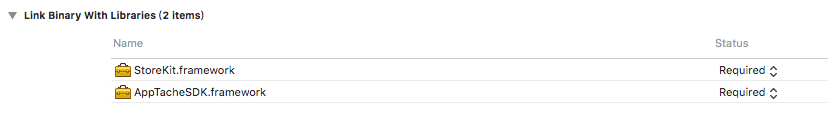 Link Binary With Libraries (2 items)
Name Status
StoreKit.framework Required
AppTacheSDK.framework Required